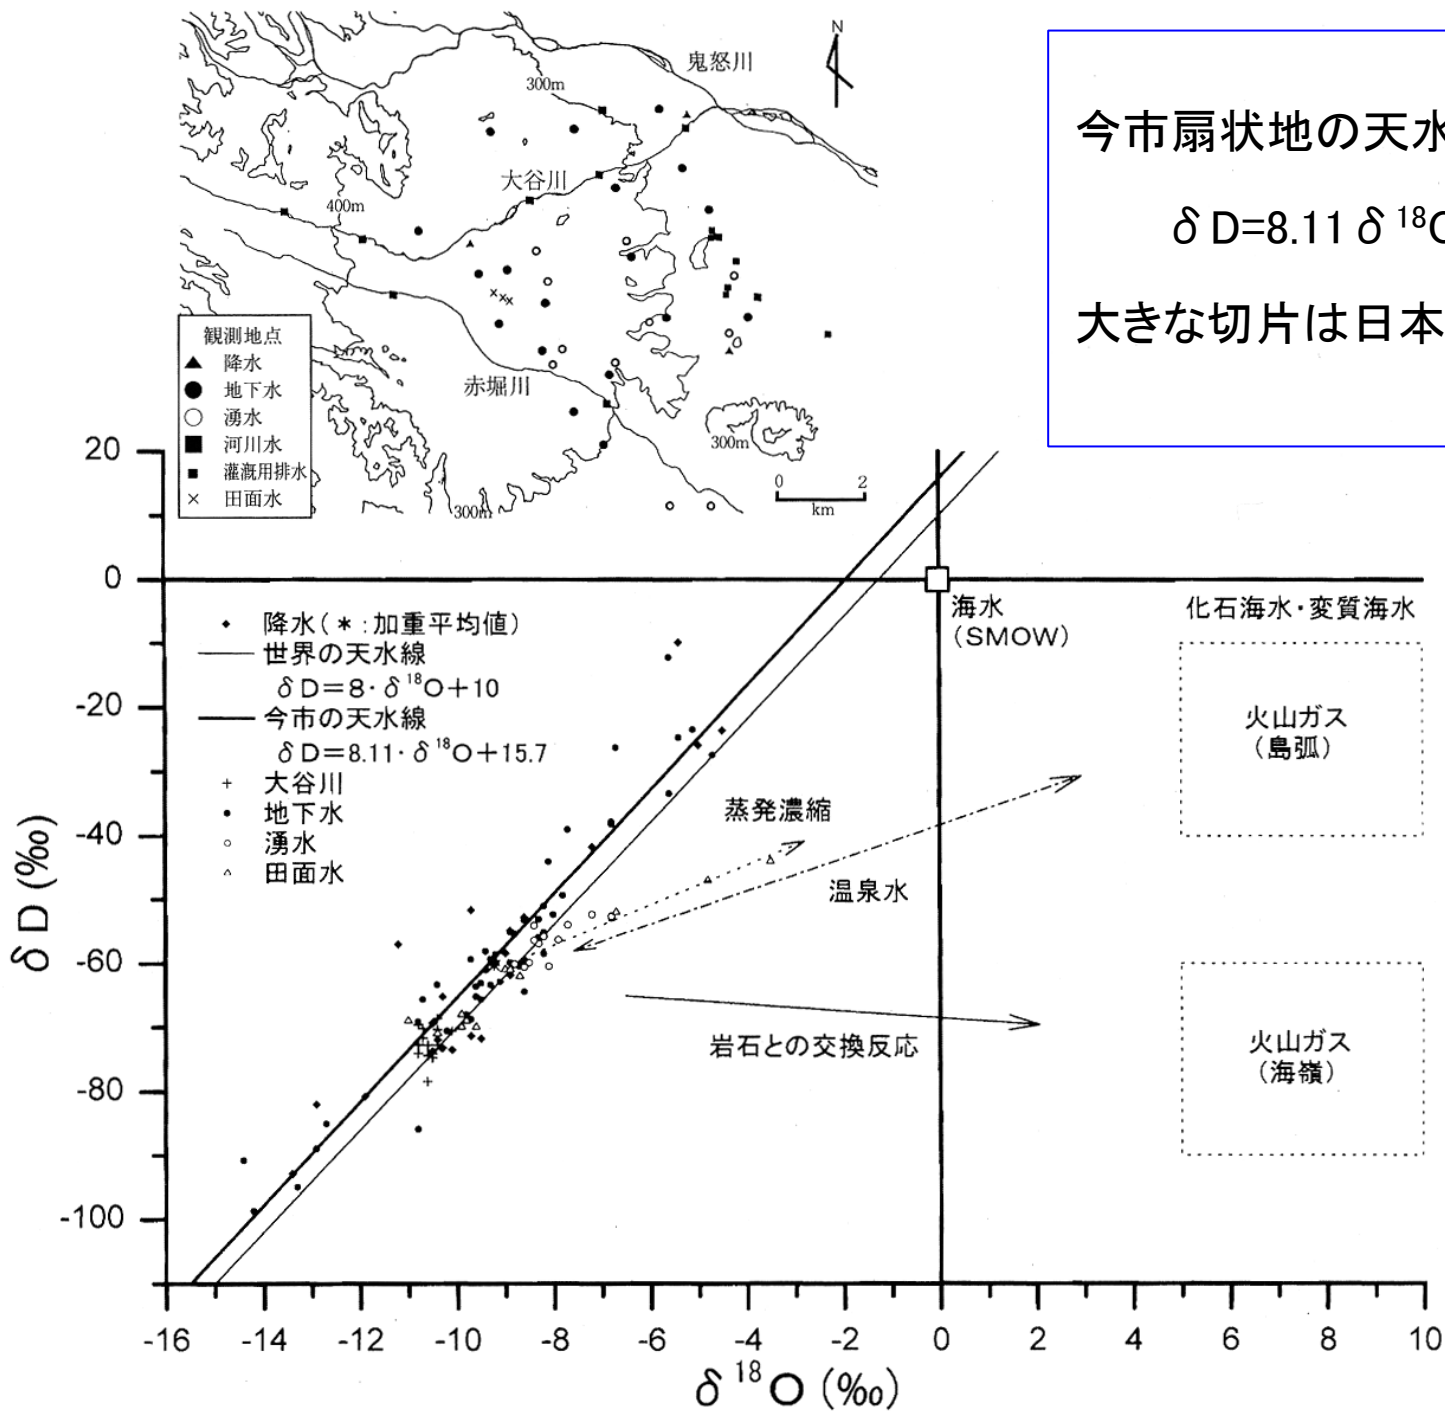 鬼怒川
N
300m
大谷川
400m
観測地点
降水
地下水
湧水
河川水
灌漑用排水
田面水
赤堀川
300m
300m
0 2
km
今市扇状地の天水
δD=8.11δ¹⁸O
大きな切片は日本
20
0
-20
-40
-60
-80
-100
δD(‰)
降水(*:加重平均値)
世界の天水線
δD=8・δ¹⁸O+10
今市の天水線
δD=8.11・δ¹⁸O+15.7
大谷川
地下水
湧水
田面水
海水
(SMOW)
化石海水・変質海水
火山ガス
(島弧)
蒸発濃縮
温泉水
岩石との交換反応
火山ガス
(海嶺)
-16 -14 -12 -10 -8 -6 -4 -2 0 2 4 6 8 10
δ¹⁸O(‰)